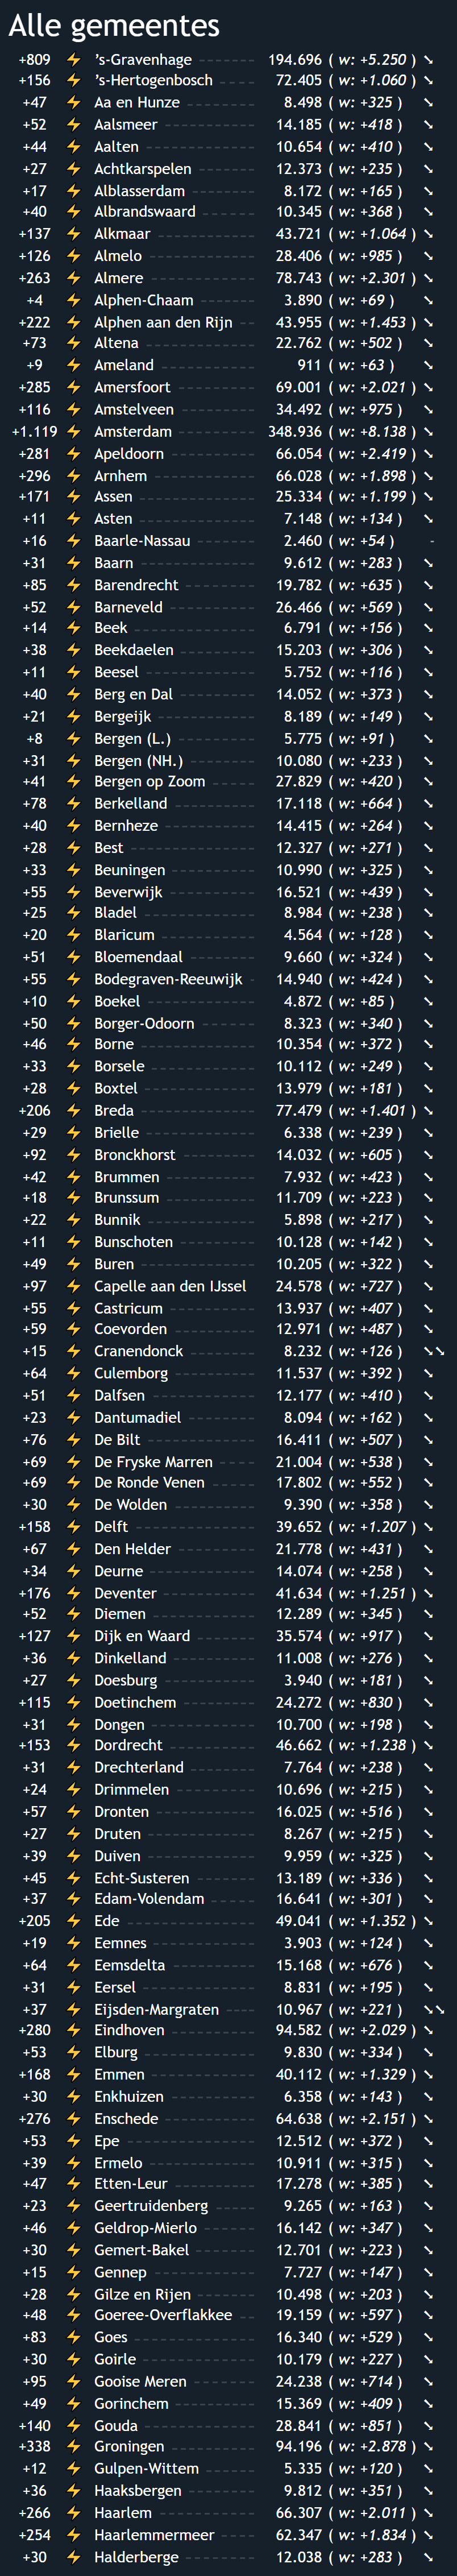 Alle gemeentes
+809 ⚡ ’s-Gravenhage 194.696 ( w: +5.250 ) ➘
+156 ⚡ ’s-Hertogenbosch 72.405 ( w: +1.060 ) ➘
+47 ⚡ Aa en Hunze 8.498 ( w: +325 ) ➘
+52 ⚡ Aalsmeer 14.185 ( w: +418 ) ➘
+44 ⚡ Aalten 10.654 ( w: +410 ) ➘
+27 ⚡ Achtkarspelen 12.373 ( w: +235 ) ➘
+17 ⚡ Alblasserdam 8.172 ( w: +165 ) ➘
+40 ⚡ Albrandswaard 10.345 ( w: +368 ) ➘
+137 ⚡ Alkmaar 43.721 ( w: +1.064 ) ➘
+126 ⚡ Almelo 28.406 ( w: +985 ) ➘
+263 ⚡ Almere 78.743 ( w: +2.301 ) ➘
+4 ⚡ Alphen-Chaam 3.890 ( w: +69 ) ➘
+222 ⚡ Alphen aan den Rijn 43.955 ( w: +1.453 ) ➘
+73 ⚡ Altena 22.762 ( w: +502 ) ➘
+9 ⚡ Ameland 911 ( w: +63 ) ➘
+285 ⚡ Amersfoort 69.001 ( w: +2.021 ) ➘
+116 ⚡ Amstelveen 34.492 ( w: +975 ) ➘
+1.119 ⚡ Amsterdam 348.936 ( w: +8.138 ) ➘
+281 ⚡ Apeldoorn 66.054 ( w: +2.419 ) ➘
+296 ⚡ Arnhem 66.028 ( w: +1.898 ) ➘
+171 ⚡ Assen 25.334 ( w: +1.199 ) ➘
+11 ⚡ Asten 7.148 ( w: +134 ) ➘
+16 ⚡ Baarle-Nassau 2.460 ( w: +54 ) -
+31 ⚡ Baarn 9.612 ( w: +283 ) ➘
+85 ⚡ Barendrecht 19.782 ( w: +635 ) ➘
+52 ⚡ Barneveld 26.466 ( w: +569 ) ➘
+14 ⚡ Beek 6.791 ( w: +156 ) ➘
+38 ⚡ Beekdaelen 15.203 ( w: +306 ) ➘
+11 ⚡ Beesel 5.752 ( w: +116 ) ➘
+40 ⚡ Berg en Dal 14.052 ( w: +373 ) ➘
+21 ⚡ Bergeijk 8.189 ( w: +149 ) ➘
+8 ⚡ Bergen (L.) 5.775 ( w: +91 ) ➘
+31 ⚡ Bergen (NH.) 10.080 ( w: +233 ) ➘
+41 ⚡ Bergen op Zoom 27.829 ( w: +420 ) ➘
+78 ⚡ Berkelland 17.118 ( w: +664 ) ➘
+40 ⚡ Bernheze 14.415 ( w: +264 ) ➘
+28 ⚡ Best 12.327 ( w: +271 ) ➘
+33 ⚡ Beuningen 10.990 ( w: +325 ) ➘
+55 ⚡ Beverwijk 16.521 ( w: +439 ) ➘
+25 ⚡ Bladel 8.984 ( w: +238 ) ➘
+20 ⚡ Blaricum 4.564 ( w: +128 ) ➘
+51 ⚡ Bloemendaal 9.660 ( w: +324 ) ➘
+55 ⚡ Bodegraven-Reeuwijk 14.940 ( w: +424 ) ➘
+10 ⚡ Boekel 4.872 ( w: +85 ) ➘
+50 ⚡ Borger-Odoorn 8.323 ( w: +340 ) ➘
+46 ⚡ Borne 10.354 ( w: +372 ) ➘
+33 ⚡ Borsele 10.112 ( w: +249 ) ➘
+28 ⚡ Boxtel 13.979 ( w: +181 ) ➘
+206 ⚡ Breda 77.479 ( w: +1.401 ) ➘
+29 ⚡ Brielle 6.338 ( w: +239 ) ➘
+92 ⚡ Bronckhorst 14.032 ( w: +605 ) ➘
+42 ⚡ Brummen 7.932 ( w: +423 ) ➘
+18 ⚡ Brunssum 11.709 ( w: +223 ) ➘
+22 ⚡ Bunnik 5.898 ( w: +217 ) ➘
+11 ⚡ Bunschoten 10.128 ( w: +142 ) ➘
+49 ⚡ Buren 10.205 ( w: +322 ) ➘
+97 ⚡ Capelle aan den IJssel 24.578 ( w: +727 ) ➘
+55 ⚡ Castricum 13.937 ( w: +407 ) ➘
+59 ⚡ Coevorden 12.971 ( w: +487 ) ➘
+15 ⚡ Cranendonck 8.232 ( w: +126 ) ➘➘
+64 ⚡ Culemborg 11.537 ( w: +392 ) ➘
+51 ⚡ Dalfsen 12.177 ( w: +410 ) ➘
+23 ⚡ Dantumadiel 8.094 ( w: +162 ) ➘
+76 ⚡ De Bilt 16.411 ( w: +507 ) ➘
+69 ⚡ De Fryske Marren 21.004 ( w: +538 ) ➘
+69 ⚡ De Ronde Venen 17.802 ( w: +552 ) ➘
+30 ⚡ De Wolden 9.390 ( w: +358 ) ➘
+158 ⚡ Delft 39.652 ( w: +1.207 ) ➘
+67 ⚡ Den Helder 21.778 ( w: +431 ) ➘
+34 ⚡ Deurne 14.074 ( w: +258 ) ➘
+176 ⚡ Deventer 41.634 ( w: +1.251 ) ➘
+52 ⚡ Diemen 12.289 ( w: +345 ) ➘
+127 ⚡ Dijk en Waard 35.574 ( w: +917 ) ➘
+36 ⚡ Dinkelland 11.008 ( w: +276 ) ➘
+27 ⚡ Doesburg 3.940 ( w: +181 ) ➘
+115 ⚡ Doetinchem 24.272 ( w: +830 ) ➘
+31 ⚡ Dongen 10.700 ( w: +198 ) ➘
+153 ⚡ Dordrecht 46.662 ( w: +1.238 ) ➘
+31 ⚡ Drechterland 7.764 ( w: +238 ) ➘
+24 ⚡ Drimmelen 10.696 ( w: +215 ) ➘
+57 ⚡ Dronten 16.025 ( w: +516 ) ➘
+27 ⚡ Druten 8.267 ( w: +215 ) ➘
+39 ⚡ Duiven 9.959 ( w: +325 ) ➘
+45 ⚡ Echt-Susteren 13.189 ( w: +336 ) ➘
+37 ⚡ Edam-Volendam 16.641 ( w: +301 ) ➘
+205 ⚡ Ede 49.041 ( w: +1.352 ) ➘
+19 ⚡ Eemnes 3.903 ( w: +124 ) ➘
+64 ⚡ Eemsdelta 15.168 ( w: +676 ) ➘
+31 ⚡ Eersel 8.831 ( w: +195 ) ➘
+37 ⚡ Eijsden-Margraten 10.967 ( w: +221 ) ➘➘
+280 ⚡ Eindhoven 94.582 ( w: +2.029 ) ➘
+53 ⚡ Elburg 9.830 ( w: +334 ) ➘
+168 ⚡ Emmen 40.112 ( w: +1.329 ) ➘
+30 ⚡ Enkhuizen 6.358 ( w: +143 ) ➘
+276 ⚡ Enschede 64.638 ( w: +2.151 ) ➘
+53 ⚡ Epe 12.512 ( w: +372 ) ➘
+39 ⚡ Ermelo 10.911 ( w: +315 ) ➘
+47 ⚡ Etten-Leur 17.278 ( w: +385 ) ➘
+23 ⚡ Geertruidenberg 9.265 ( w: +163 ) ➘
+46 ⚡ Geldrop-Mierlo 16.142 ( w: +347 ) ➘
+30 ⚡ Gemert-Bakel 12.701 ( w: +223 ) ➘
+15 ⚡ Gennep 7.727 ( w: +147 ) ➘
+28 ⚡ Gilze en Rijen 10.498 ( w: +203 ) ➘
+48 ⚡ Goeree-Overflakkee 19.159 ( w: +597 ) ➘
+83 ⚡ Goes 16.340 ( w: +529 ) ➘
+30 ⚡ Goirle 10.179 ( w: +227 ) ➘
+95 ⚡ Gooise Meren 24.238 ( w: +714 ) ➘
+49 ⚡ Gorinchem 15.369 ( w: +409 ) ➘
+140 ⚡ Gouda 28.841 ( w: +851 ) ➘
+338 ⚡ Groningen 94.196 ( w: +2.878 ) ➘
+12 ⚡ Gulpen-Wittem 5.335 ( w: +120 ) ➘
+36 ⚡ Haaksbergen 9.812 ( w: +351 ) ➘
+266 ⚡ Haarlem 66.307 ( w: +2.011 ) ➘
+254 ⚡ Haarlemmermeer 62.347 ( w: +1.834 ) ➘
+30 ⚡ Halderberge 12.038 ( w: +283 ) ➘